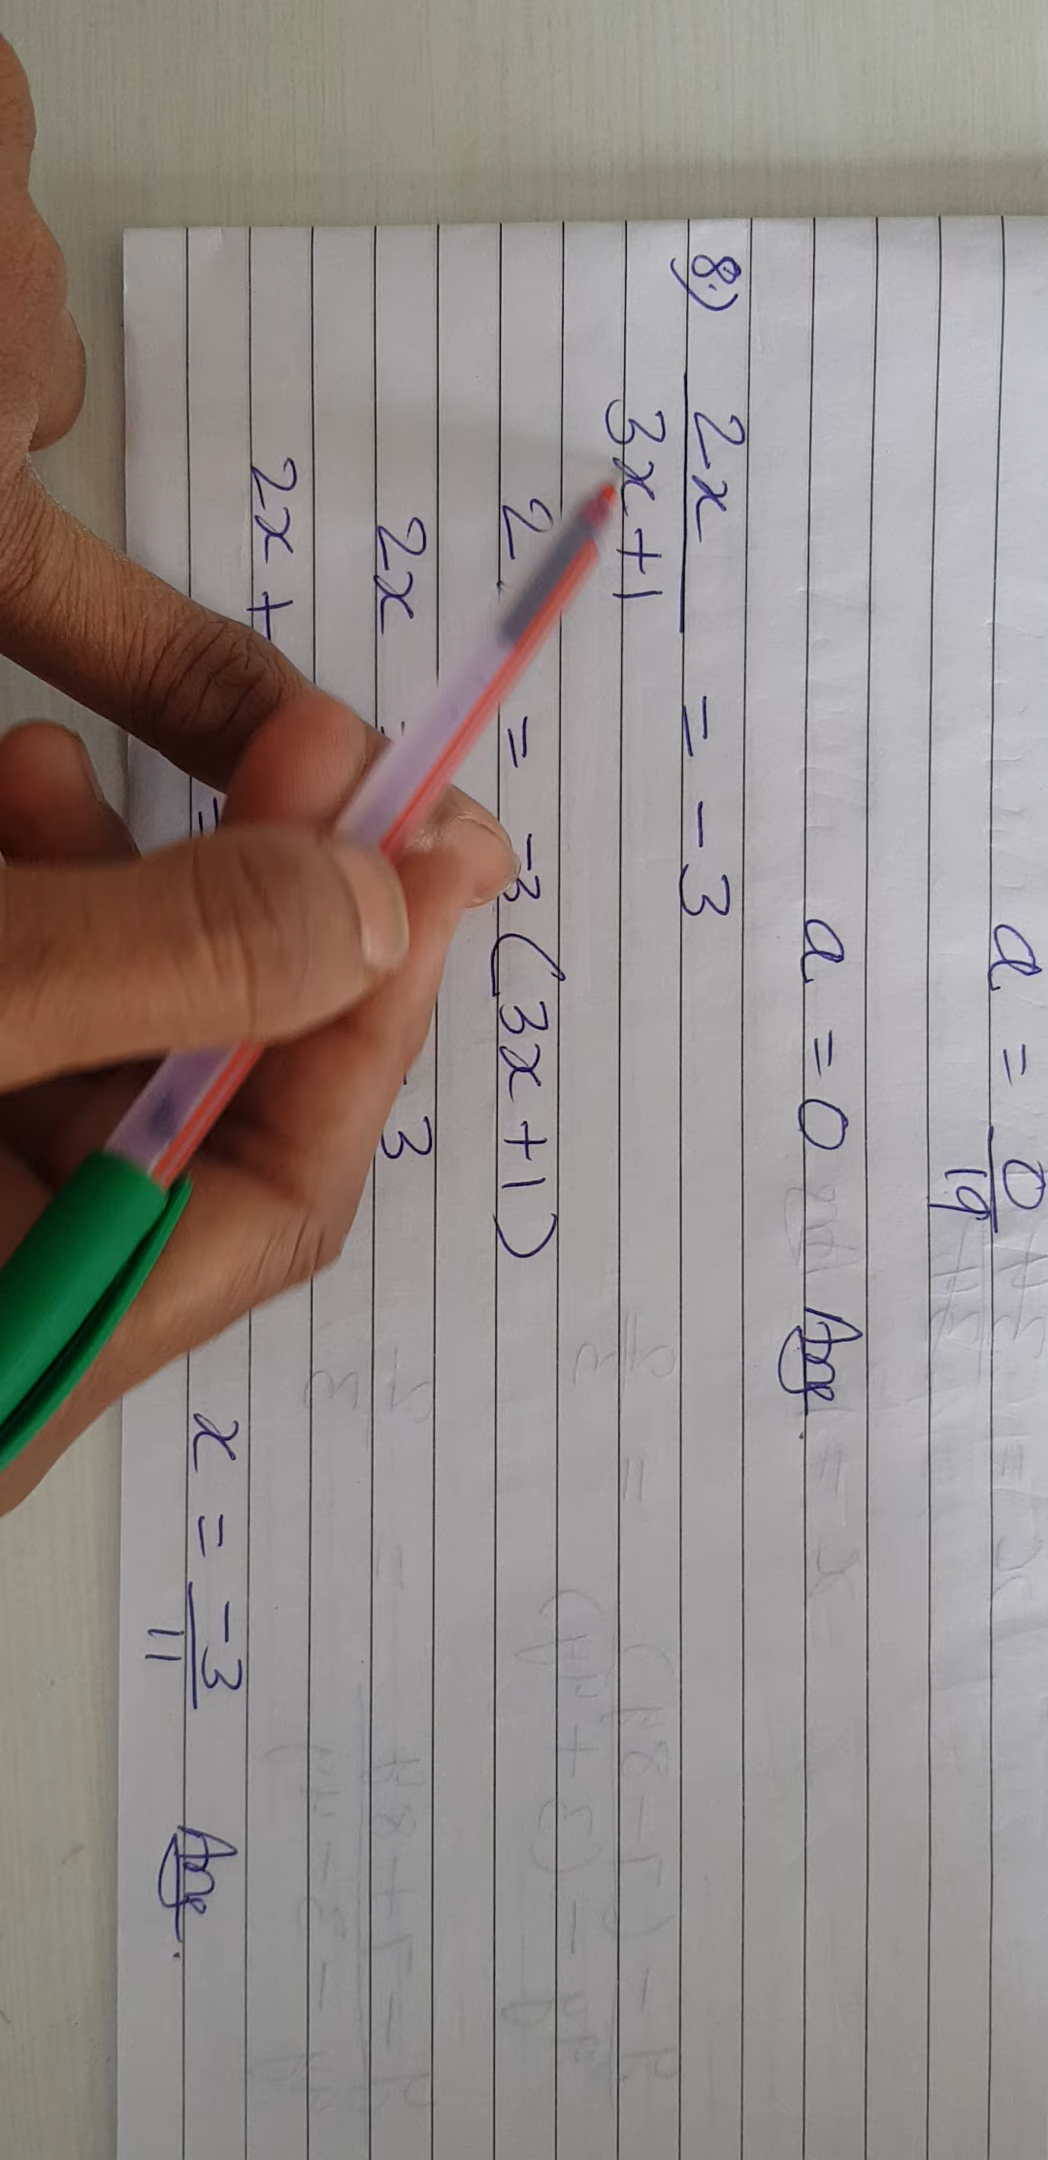 a = 0/19
a = 0 Ans.
8) 2x/3x+1 = -3
2 = -3 (3x+1)
2x - 3
2x +
=
x = -3/11 Ans.